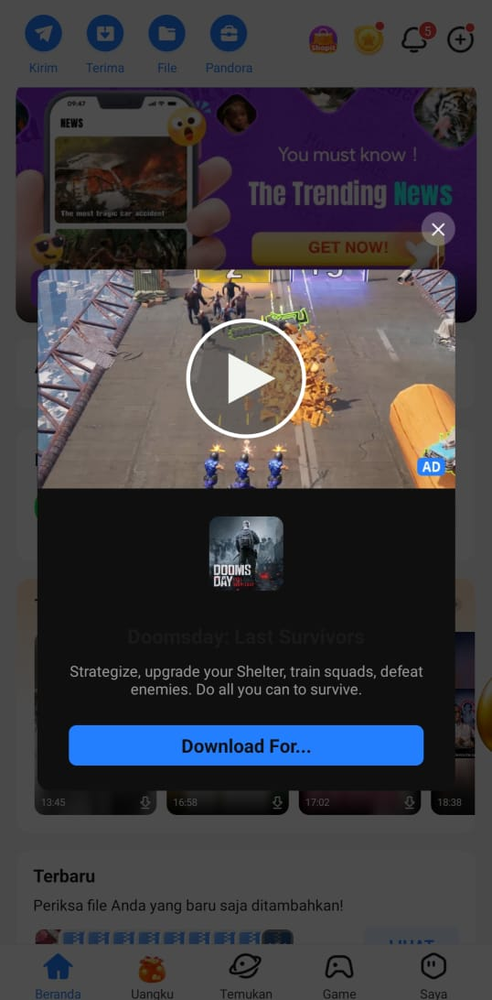 Kirim
Terima
File
Pandora
Shopit
5
09:47
NEWS
The most tragic car accident
You must know !
The Trending News
GET NOW!
AD
DOOMS
DAY
Doomsday: Last Survivors
Strategize, upgrade your Shelter, train squads, defeat
enemies. Do all you can to survive.
Download For...
13:45
16:58
17:02
18:38
Terbaru
Periksa file Anda yang baru saja ditambahkan!
LIHAT
Beranda
Uangku
Temukan
Game
Saya